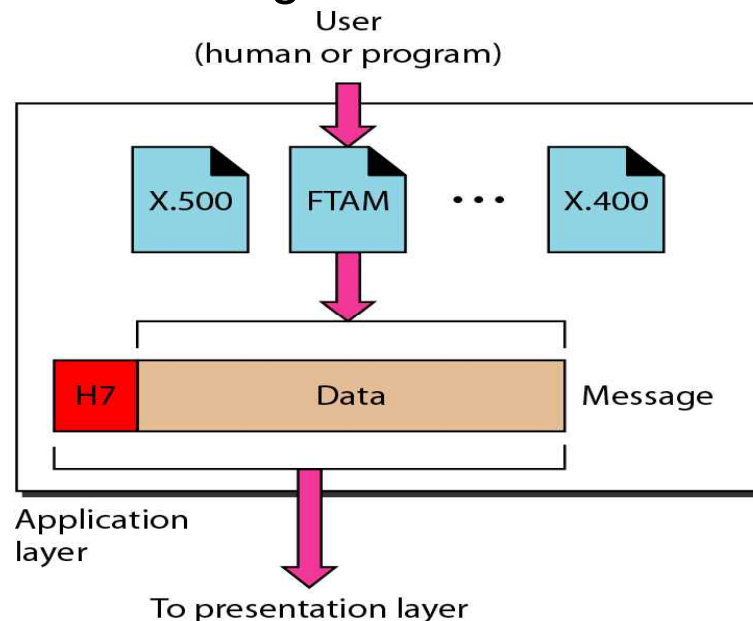 User
(human or program)
X.500
FTAM
...
X.400
H7
Data
Message
Application
layer
To presentation layer